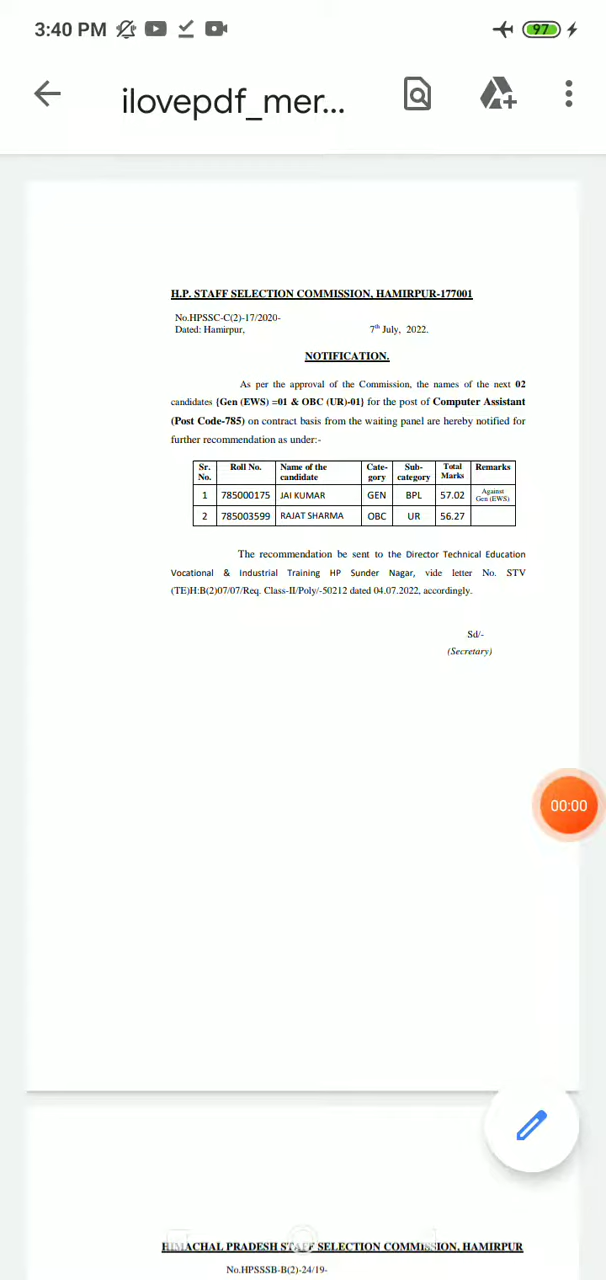 3:40 PM
97
ilovepdf_mer...
H.P. STAFF SELECTION COMMISSION, HAMIRPUR-177001
No.HPSSC-C(2)-17/2020-
Dated: Hamirpur, 7th July, 2022.
NOTIFICATION.
As per the approval of the Commission, the names of the next 02
candidates {Gen (EWS) =01 & OBC (UR)-01} for the post of Computer Assistant
(Post Code-785) on contract basis from the waiting panel are hereby notified for
further recommendation as under:-
Sr. No. Roll No. Name of the candidate Cate-gory Sub-category Total Marks Remarks
1 785000175 JAI KUMAR GEN BPL 57.02 Against Gen (EWS)
2 785003599 RAJAT SHARMA OBC UR 56.27
The recommendation be sent to the Director Technical Education
Vocational & Industrial Training HP Sunder Nagar, vide letter No. STV
(TE)H:B(2)07/07/Req. Class-II/Poly/-50212 dated 04.07.2022, accordingly.
Sd/-
(Secretary)
00:00
HIMACHAL PRADESH STAFF SELECTION COMMISSION, HAMIRPUR
No.HPSSSB-B(2)-24/19-